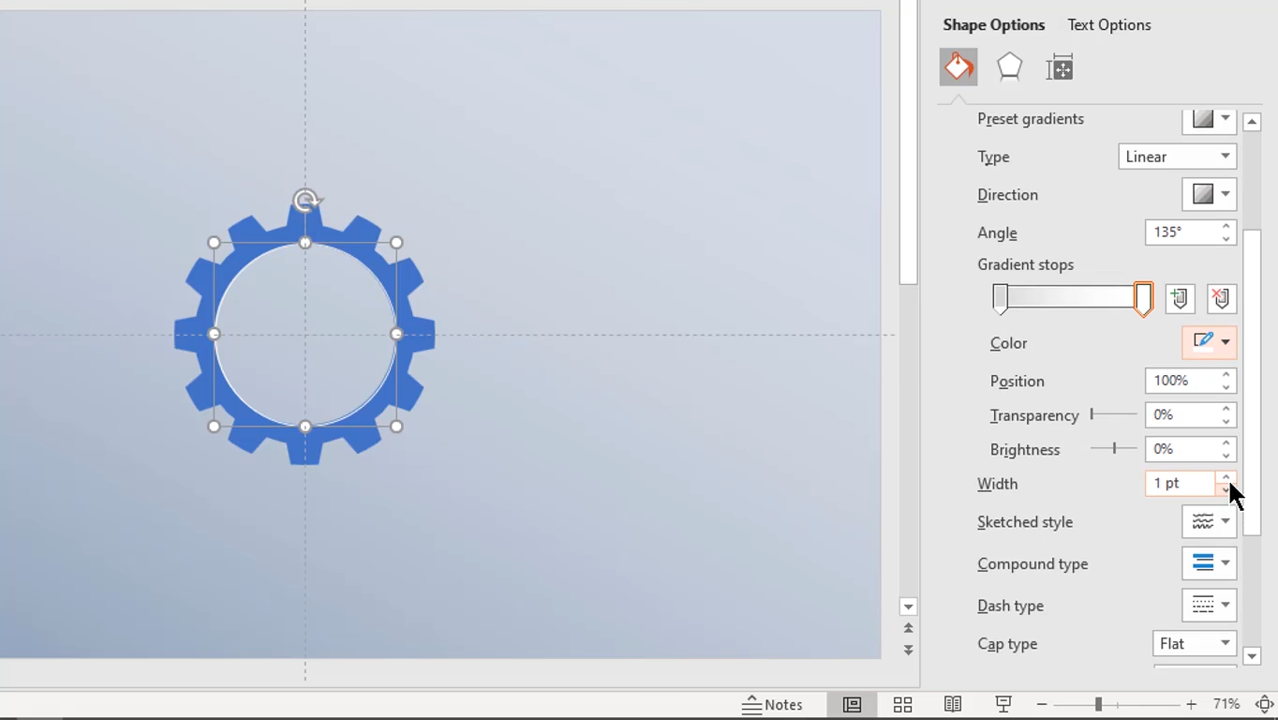 Shape Options Text Options
Preset gradients
Type Linear
Direction
Angle 135°
Gradient stops
Color
Position 100%
Transparency 0%
Brightness 0%
Width 1 pt
Sketched style
Compound type
Dash type
Cap type Flat
Notes 71%